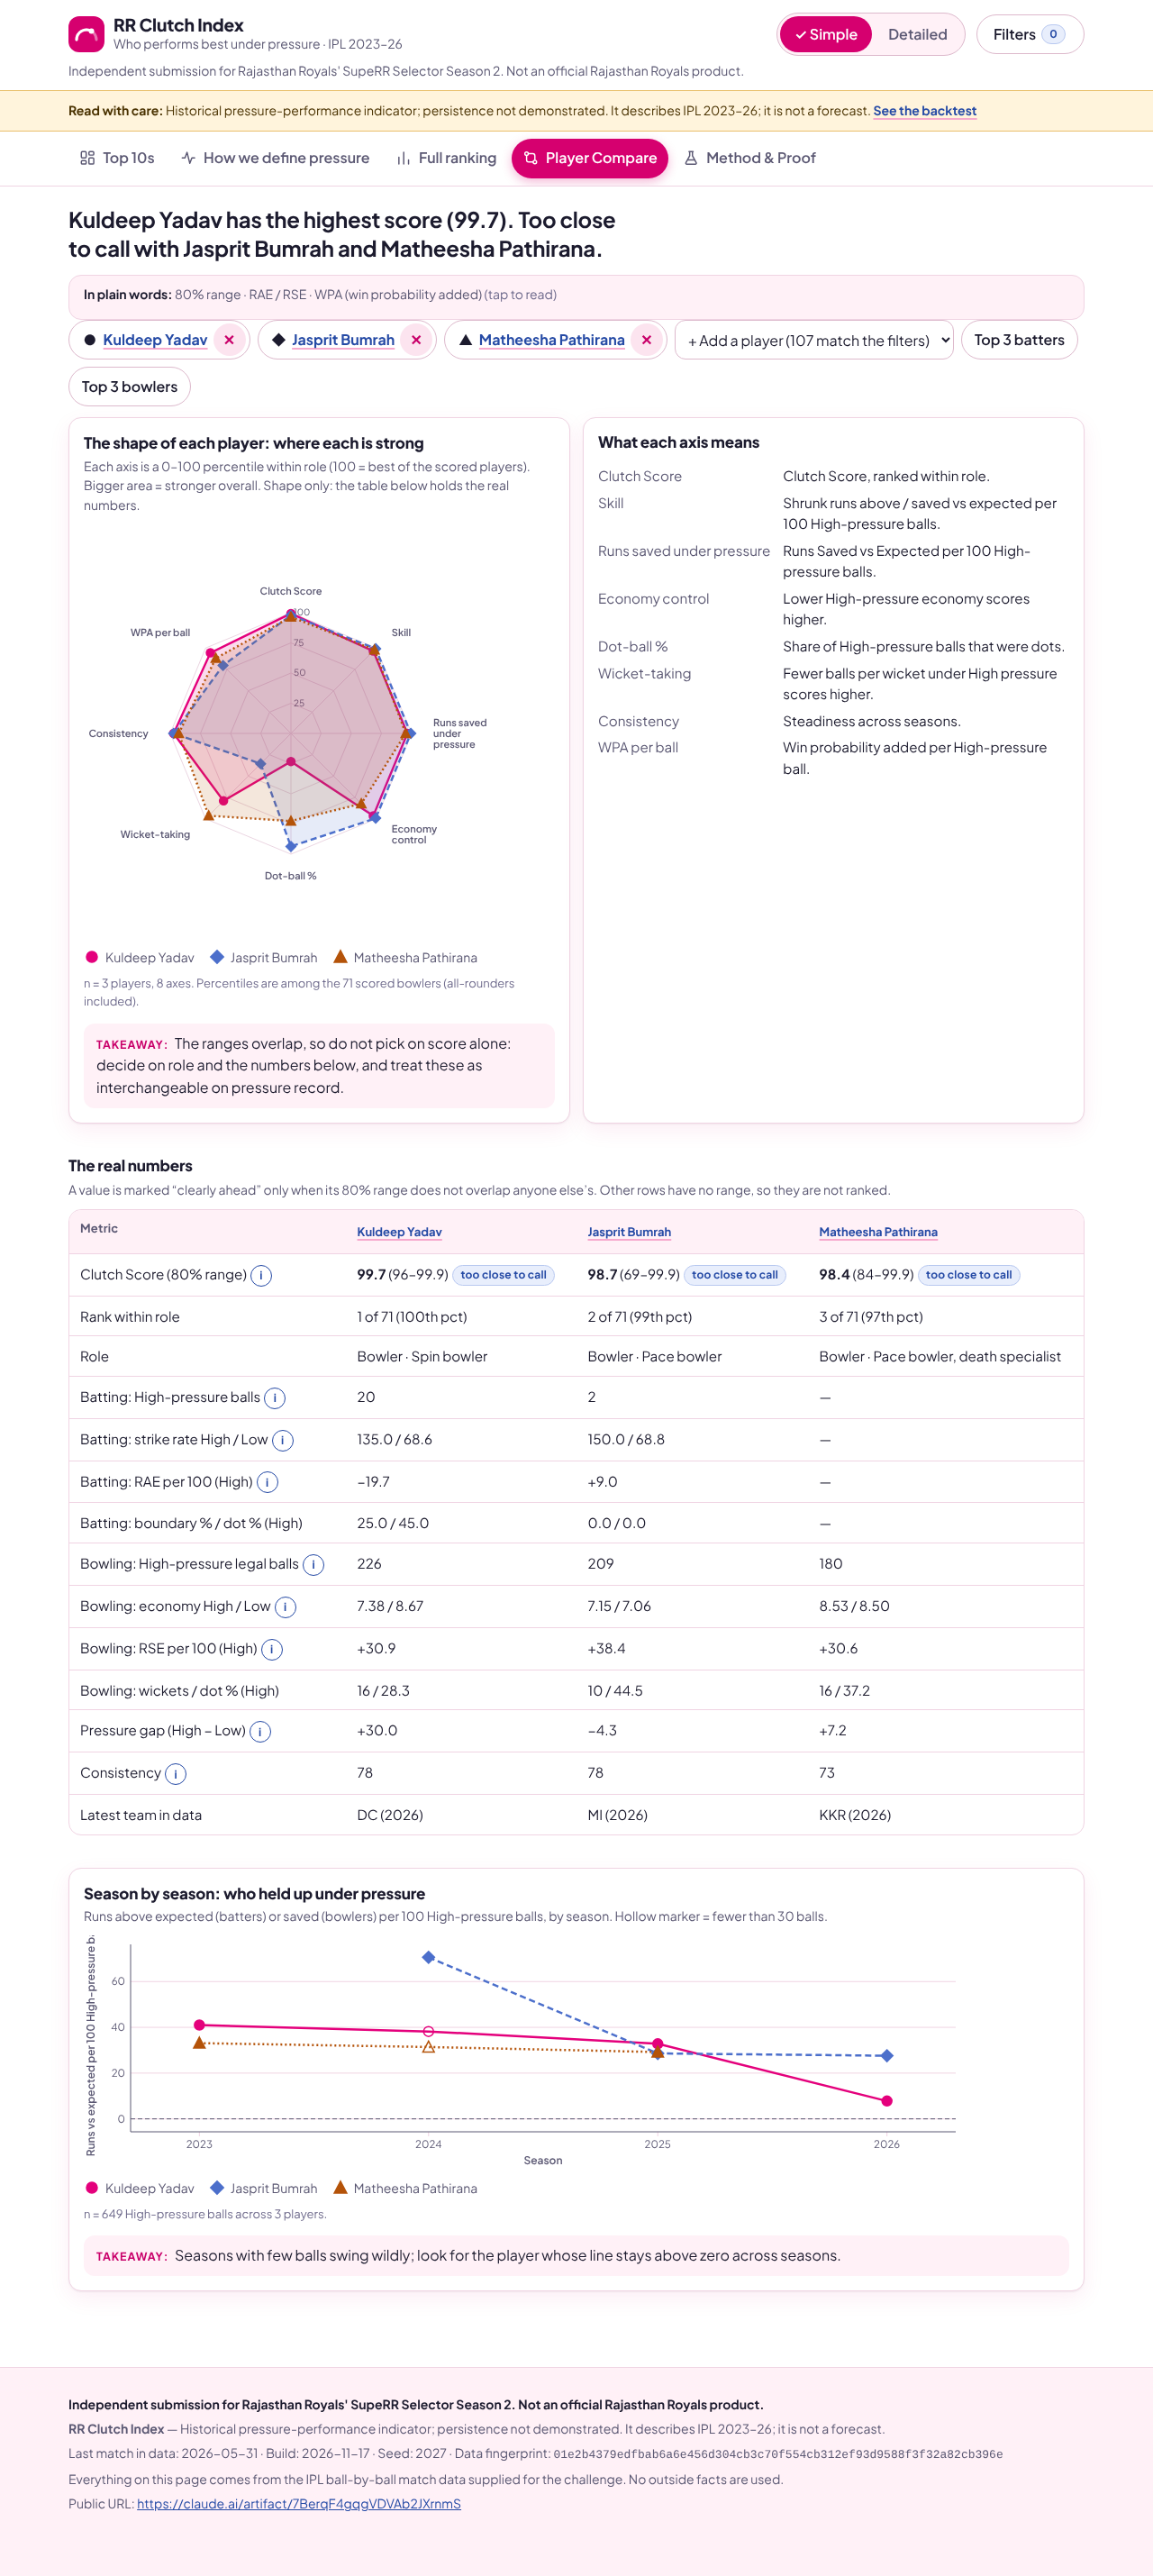 RR Clutch Index
Who performs best under pressure · IPL 2023–26
✓ Simple
Detailed
Filters 0
Independent submission for Rajasthan Royals' SupeRR Selector Season 2. Not an official Rajasthan Royals product.
Read with care: Historical pressure-performance indicator; persistence not demonstrated. It describes IPL 2023–26; it is not a forecast. See the backtest
Top 10s
How we define pressure
Full ranking
Player Compare
Method & Proof
Kuldeep Yadav has the highest score (99.7). Too close
to call with Jasprit Bumrah and Matheesha Pathirana.
In plain words: 80% range · RAE / RSE · WPA (win probability added) (tap to read)
Kuldeep Yadav ✕
Jasprit Bumrah ✕
Matheesha Pathirana ✕
+ Add a player (107 match the filters)
Top 3 batters
Top 3 bowlers
The shape of each player: where each is strong
Each axis is a 0–100 percentile within role (100 = best of the scored players).
Bigger area = stronger overall. Shape only: the table below holds the real
numbers.
Clutch Score
100
WPA per ball
Skill
75
50
25
Consistency
Runs saved
under
pressure
Wicket-taking
Economy
control
Dot-ball %
Kuldeep Yadav
Jasprit Bumrah
Matheesha Pathirana
n = 3 players, 8 axes. Percentiles are among the 71 scored bowlers (all-rounders
included).
TAKEAWAY: The ranges overlap, so do not pick on score alone:
decide on role and the numbers below, and treat these as
interchangeable on pressure record.
What each axis means
Clutch Score Clutch Score, ranked within role.
Skill Shrunk runs above / saved vs expected per
100 High-pressure balls.
Runs saved under pressure Runs Saved vs Expected per 100 High-
pressure balls.
Economy control Lower High-pressure economy scores
higher.
Dot-ball % Share of High-pressure balls that were dots.
Wicket-taking Fewer balls per wicket under High pressure
scores higher.
Consistency Steadiness across seasons.
WPA per ball Win probability added per High-pressure
ball.
The real numbers
A value is marked “clearly ahead” only when its 80% range does not overlap anyone else’s. Other rows have no range, so they are not ranked.
Metric Kuldeep Yadav Jasprit Bumrah Matheesha Pathirana
Clutch Score (80% range) i 99.7 (96–99.9) too close to call 98.7 (69–99.9) too close to call 98.4 (84–99.9) too close to call
Rank within role 1 of 71 (100th pct) 2 of 71 (99th pct) 3 of 71 (97th pct)
Role Bowler · Spin bowler Bowler · Pace bowler Bowler · Pace bowler, death specialist
Batting: High-pressure balls i 20 2 —
Batting: strike rate High / Low i 135.0 / 68.6 150.0 / 68.8 —
Batting: RAE per 100 (High) i −19.7 +9.0 —
Batting: boundary % / dot % (High) 25.0 / 45.0 0.0 / 0.0 —
Bowling: High-pressure legal balls i 226 209 180
Bowling: economy High / Low i 7.38 / 8.67 7.15 / 7.06 8.53 / 8.50
Bowling: RSE per 100 (High) i +30.9 +38.4 +30.6
Bowling: wickets / dot % (High) 16 / 28.3 10 / 44.5 16 / 37.2
Pressure gap (High − Low) i +30.0 −4.3 +7.2
Consistency i 78 78 73
Latest team in data DC (2026) MI (2026) KKR (2026)
Season by season: who held up under pressure
Runs above expected (batters) or saved (bowlers) per 100 High-pressure balls, by season. Hollow marker = fewer than 30 balls.
Runs vs expected per 100 High-pressure b.
60
40
20
0
2023 2024 2025 2026
Season
Kuldeep Yadav
Jasprit Bumrah
Matheesha Pathirana
n = 649 High-pressure balls across 3 players.
TAKEAWAY: Seasons with few balls swing wildly; look for the player whose line stays above zero across seasons.
Independent submission for Rajasthan Royals' SupeRR Selector Season 2. Not an official Rajasthan Royals product.
RR Clutch Index — Historical pressure-performance indicator; persistence not demonstrated. It describes IPL 2023–26; it is not a forecast.
Last match in data: 2026-05-31 · Build: 2026-11-17 · Seed: 2027 · Data fingerprint: 01e2b4379edfbab6a6e456d304cb3c70f554cb312ef93d9588f3f32a82cb396e
Everything on this page comes from the IPL ball-by-ball match data supplied for the challenge. No outside facts are used.
Public URL: https://claude.ai/artifact/7BerqF4gqgVDVAb2JXrnmS